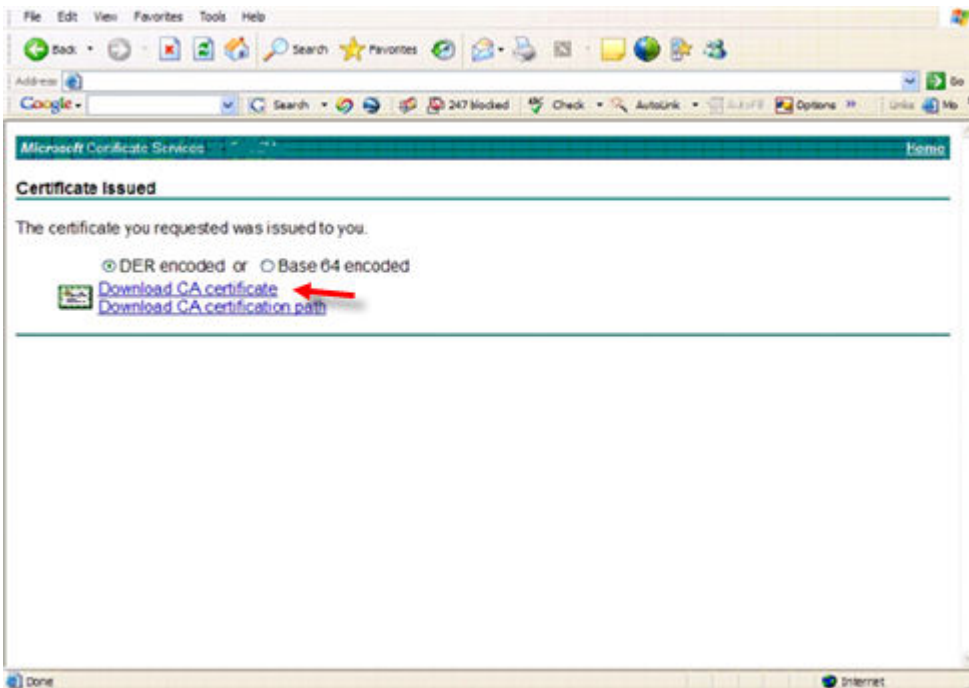 File Edit View Favorites Tools Help
Back Search Favorites
Address Go
Google Search 247 blocked Check AutoLink AutoFill Options » Links
Microsoft Certificate Services Home
Certificate Issued
The certificate you requested was issued to you.
DER encoded or Base 64 encoded
Download CA certificate
Download CA certification path
Done Internet